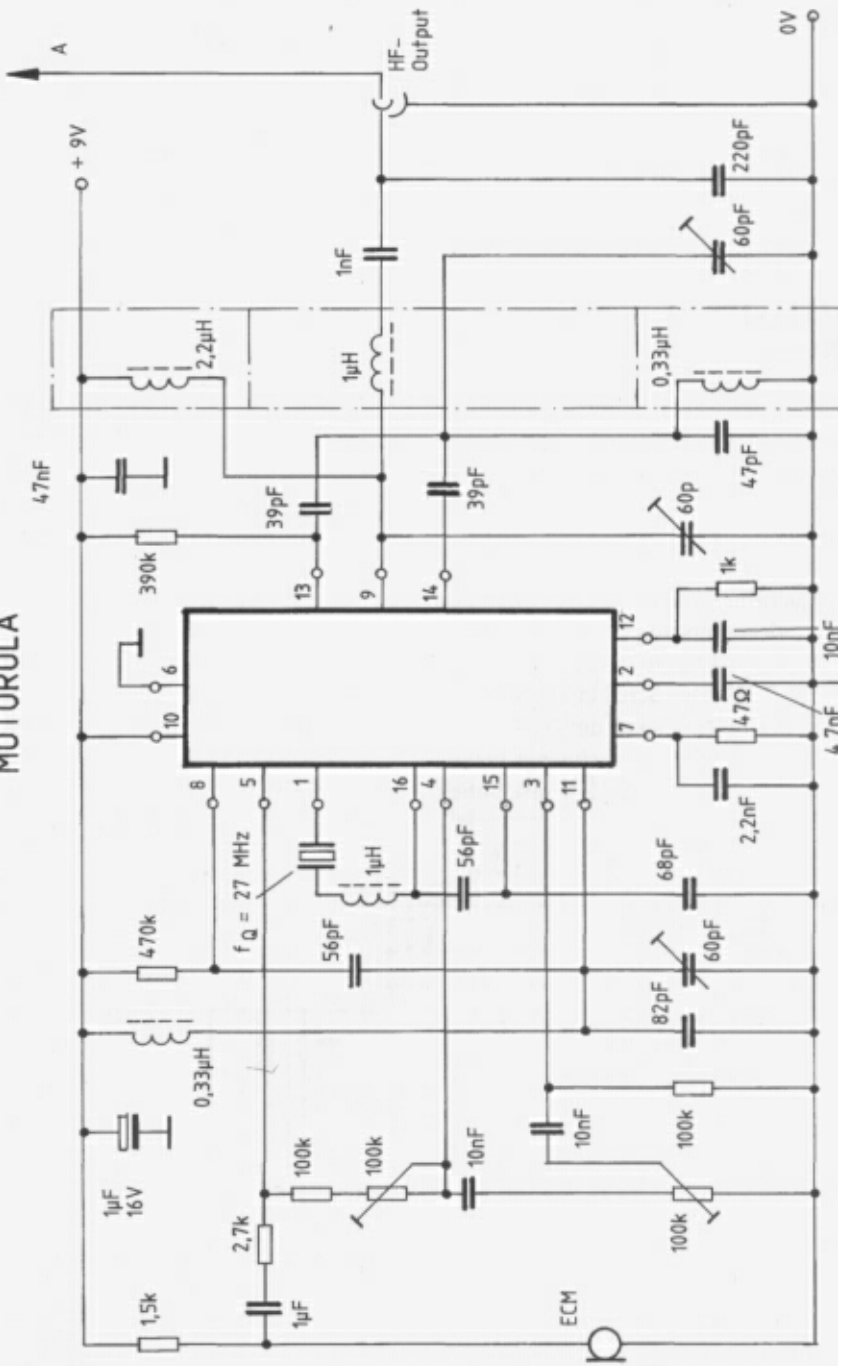 MOTORULA
+ 9V
A
HF-
Output
0V
1nF
220pF
60pF
2,2µH
1µH
0,33µH
47nF
390k
39pF
39pF
47pF
60p
13
9
14
6
10
12
2
7
1k
10nF
47Ω
4,7nF
2,2nF
8
5
1
16
4
15
3
11
fQ = 27 MHz
1µH
56pF
68pF
470k
56pF
60pF
82pF
0,33µH
1µF
16V
100k
100k
10nF
10nF
100k
100k
2,7k
1,5k
1µF
ECM